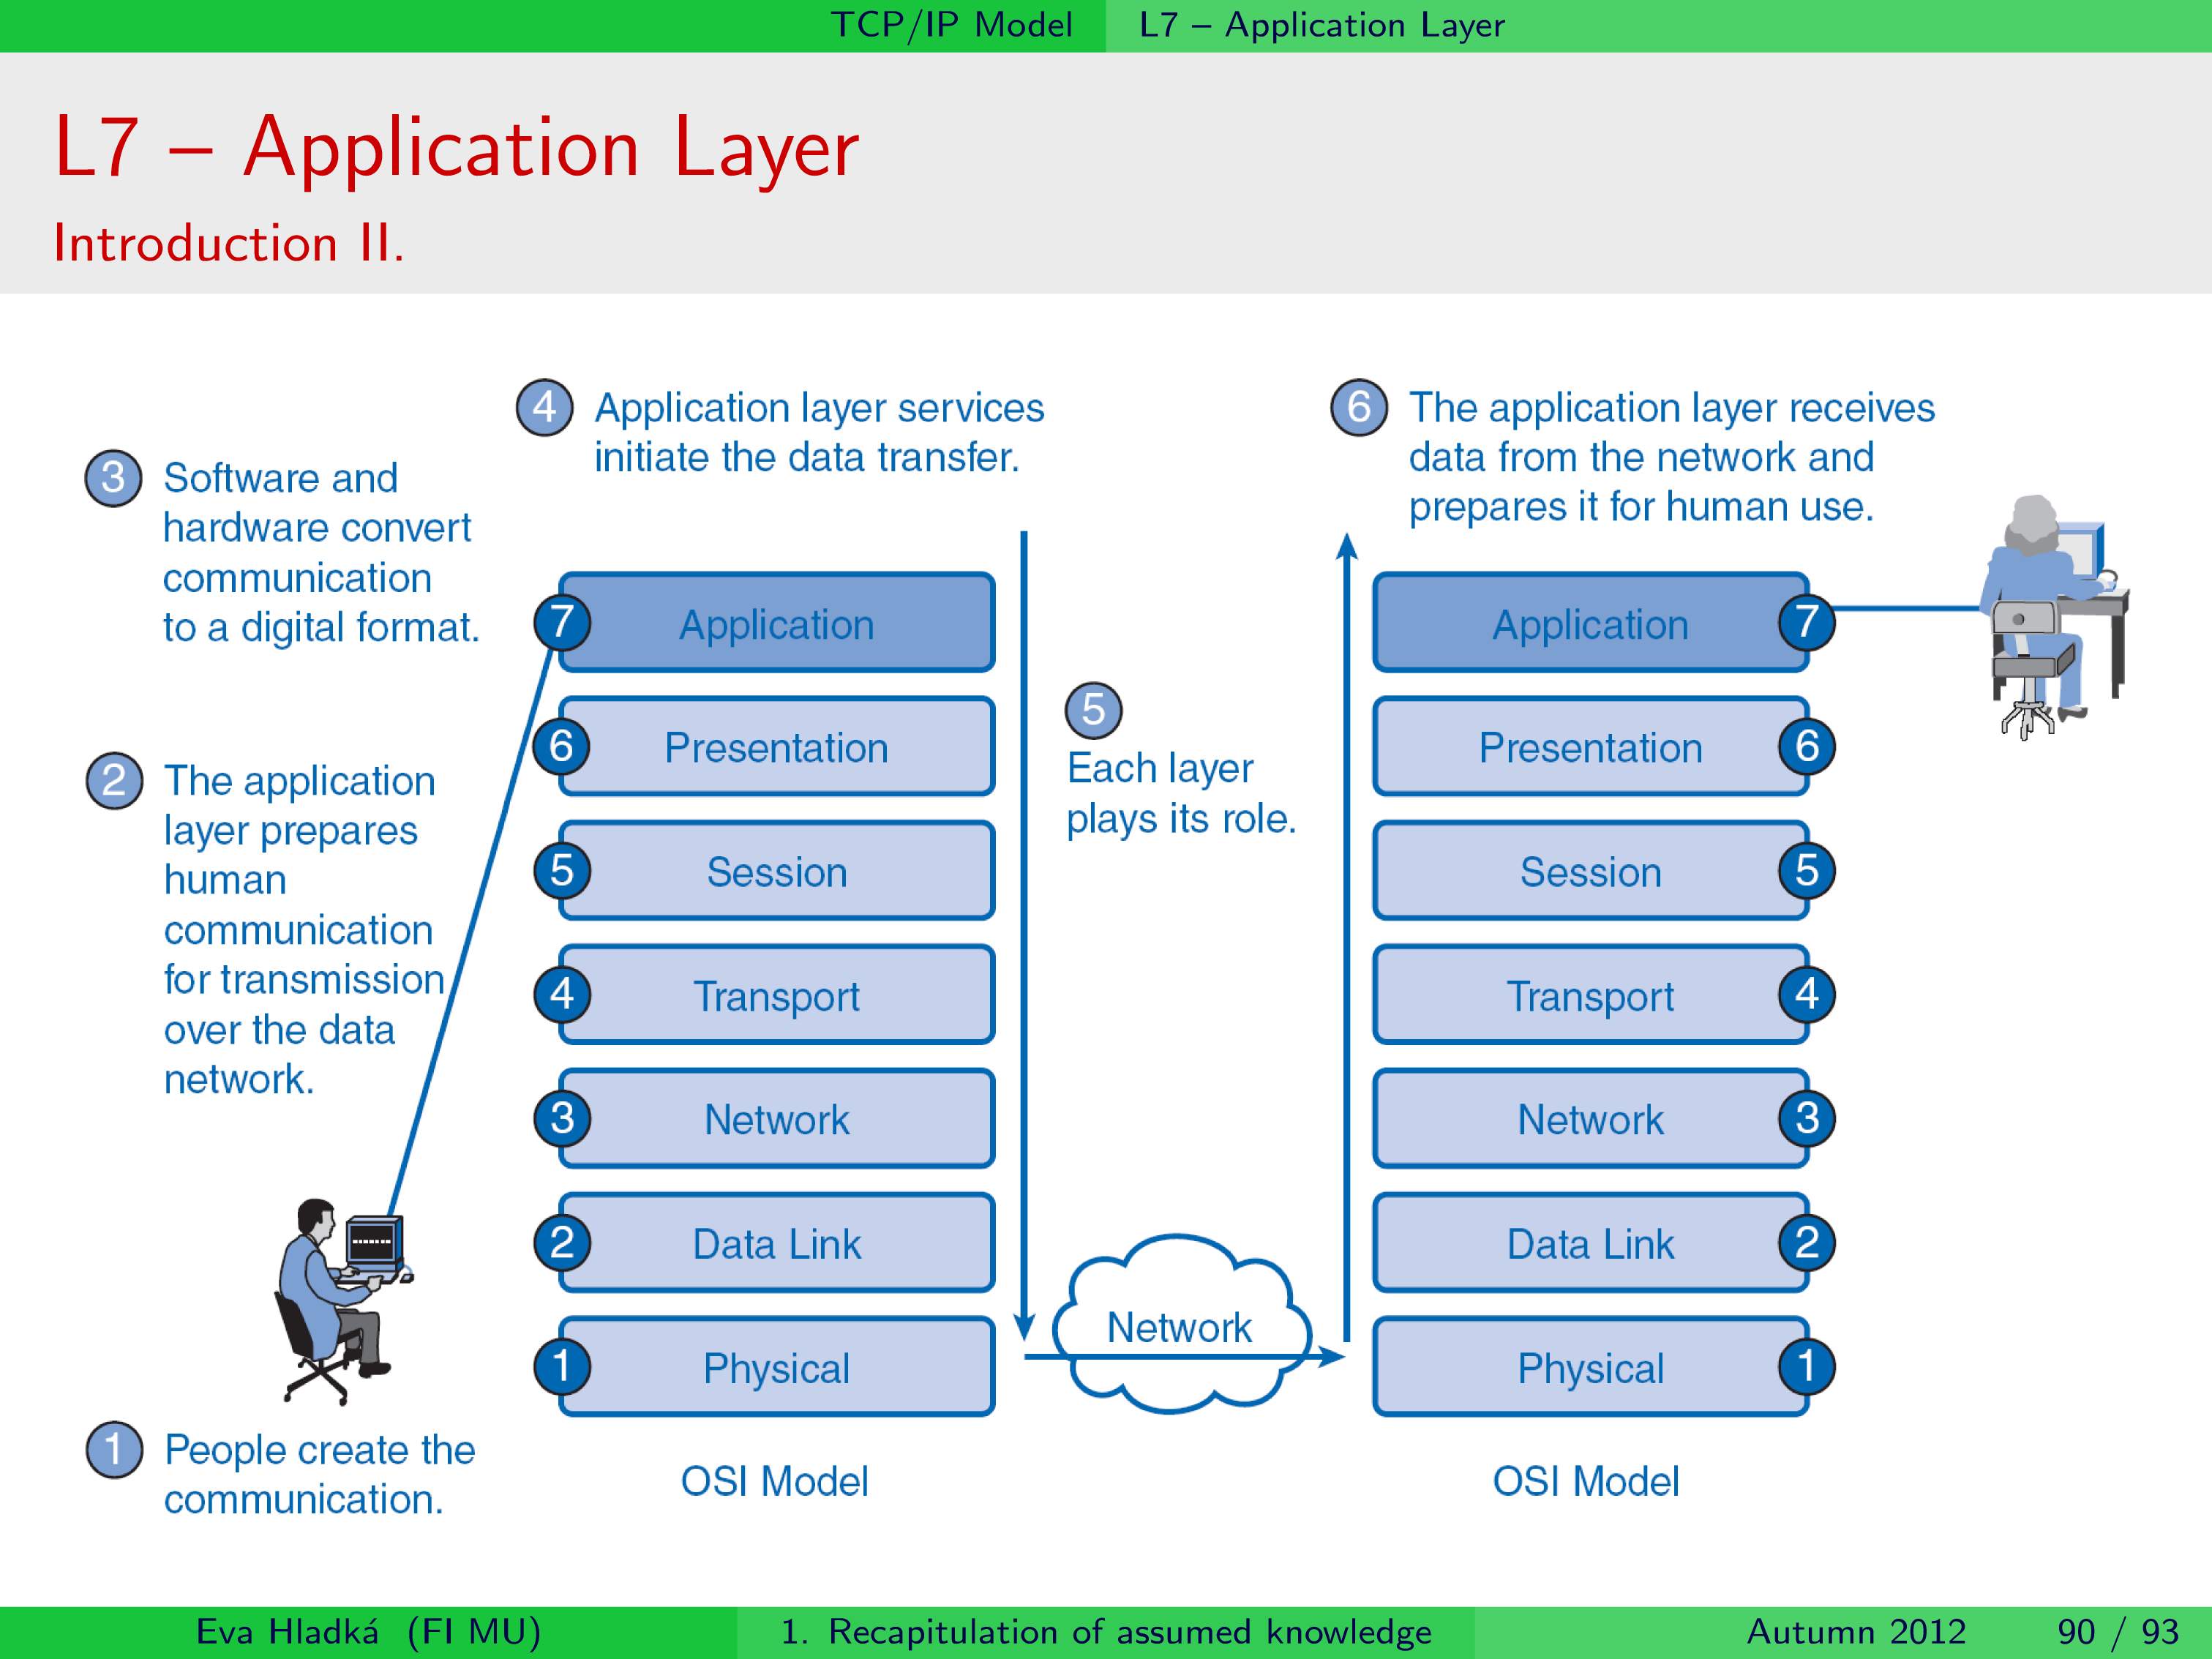 TCP/IP Model L7 – Application Layer
L7 – Application Layer
Introduction II.
4 Application layer services
initiate the data transfer.
6 The application layer receives
data from the network and
prepares it for human use.
3 Software and
hardware convert
communication
to a digital format.
2 The application
layer prepares
human
communication
for transmission
over the data
network.
1 People create the
communication.
7 Application
6 Presentation
5 Session
4 Transport
3 Network
2 Data Link
1 Physical
OSI Model
5
Each layer
plays its role.
Network
Application 7
Presentation 6
Session 5
Transport 4
Network 3
Data Link 2
Physical 1
OSI Model
Eva Hladká (FI MU) 1. Recapitulation of assumed knowledge Autumn 2012 90 / 93